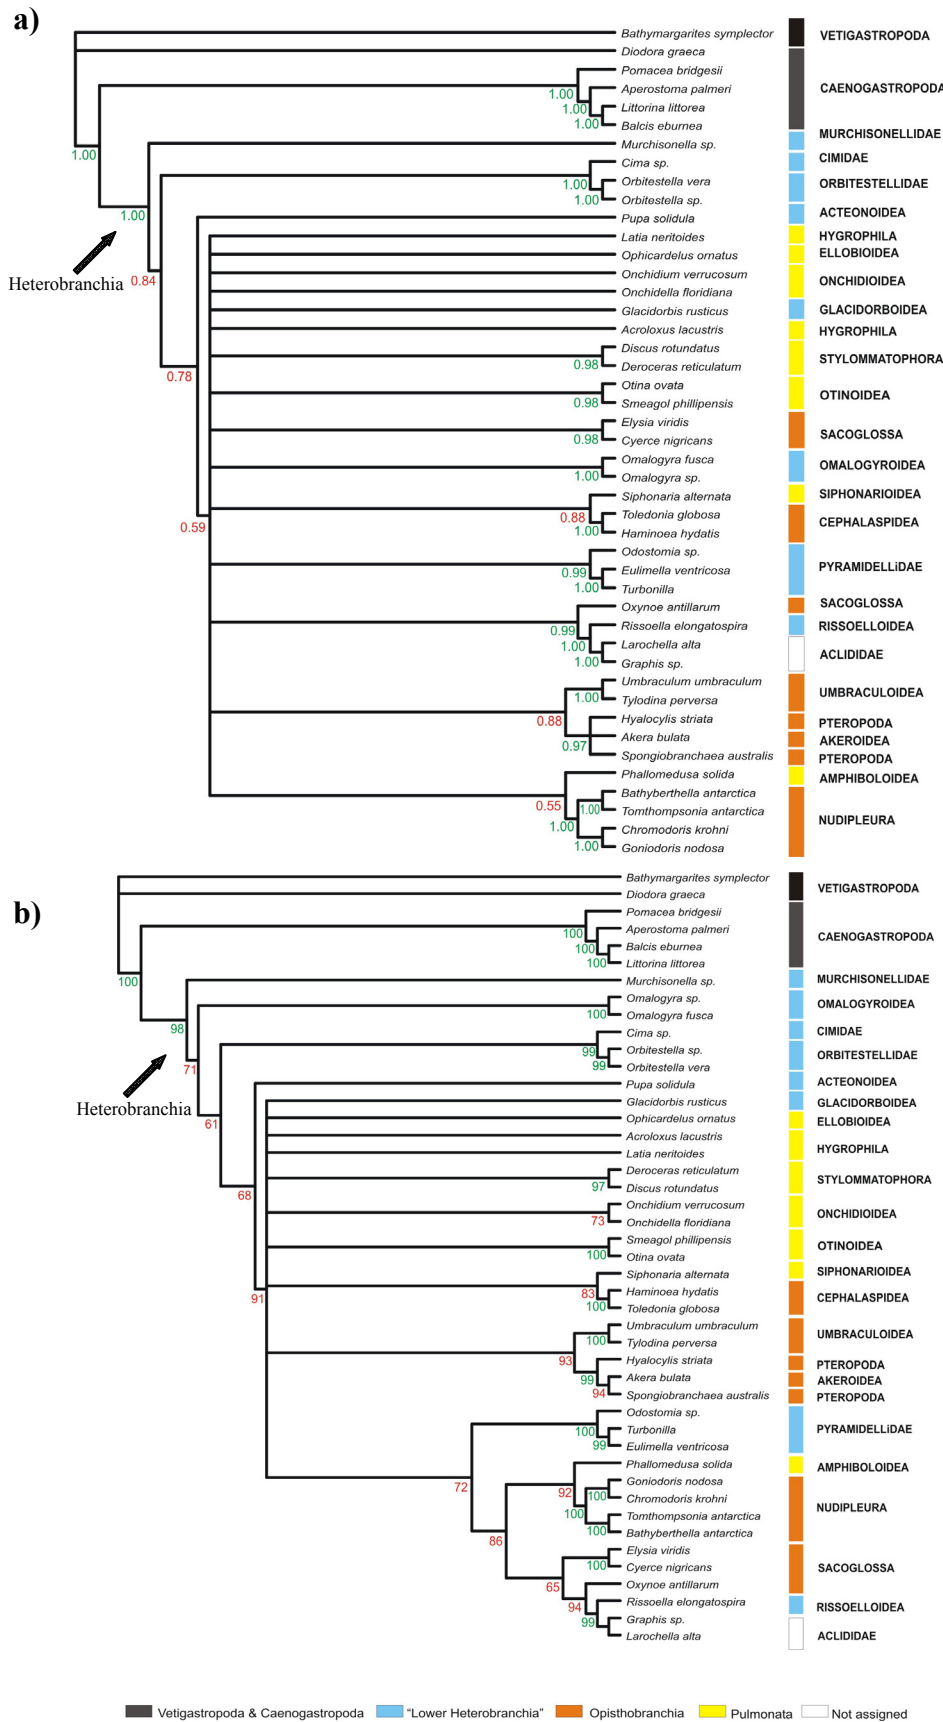 a)
Bathymargarites symplector
VETIGASTROPODA
Diodora graeca
Pomacea bridgesii
Aperostoma palmeri
CAENOGASTROPODA
1.00
Littorina littorea
1.00
Balcis eburnea
1.00
MURCHISONELLIDAE
Murchisonella sp.
1.00
Cima sp.
CIMIDAE
Orbitestella vera
1.00
ORBITESTELLIDAE
Orbitestella sp.
1.00
1.00
Pupa solidula
ACTEONOIDEA
Latia neritoides
HYGROPHILA
Ophicardelus ornatus
ELLOBIOIDEA
Onchidium verrucosum
ONCHIDIOIDEA
Heterobranchia
0.84
Onchidella floridiana
Glacidorbis rusticus
GLACIDORBOIDEA
Acroloxus lacustris
HYGROPHILA
Discus rotundatus
STYLOMMATOPHORA
Deroceras reticulatum
0.98
0.78
Otina ovata
OTINOIDEA
Smeagol phillipensis
0.98
Elysia viridis
SACOGLOSSA
Cyerce nigricans
0.98
Omalogyra fusca
OMALOGYROIDEA
Omalogyra sp.
1.00
Siphonaria alternata
SIPHONARIOIDEA
Toledonia globosa
0.88
CEPHALASPIDEA
0.59
Haminoea hydatis
1.00
Odostomia sp.
Eulimella ventricosa
0.99
PYRAMIDELLiDAE
Turbonilla
1.00
Oxynoe antillarum
SACOGLOSSA
Rissoella elongatospira
0.99
RISSOELLOIDEA
Larochella alta
1.00
ACLIDIDAE
Graphis sp.
1.00
Umbraculum umbraculum
UMBRACULOIDEA
Tylodina perversa
1.00
Hyalocylis striata
0.88
PTEROPODA
Akera bulata
0.97
AKEROIDEA
Spongiobranchaea australis
PTEROPODA
Phallomedusa solida
AMPHIBOLOIDEA
Bathyberthella antarctica
0.55
Tomthompsonia antarctica
1.00
NUDIPLEURA
Chromodoris krohni
1.00
Goniodoris nodosa
1.00
b)
Bathymargarites symplector
VETIGASTROPODA
Diodora graeca
Pomacea bridgesii
Aperostoma palmeri
100
CAENOGASTROPODA
Balcis eburnea
100
Littorina littorea
100
100
Murchisonella sp.
MURCHISONELLIDAE
Omalogyra sp.
OMALOGYROIDEA
Omalogyra fusca
100
98
Cima sp.
CIMIDAE
Orbitestella sp.
99
ORBITESTELLIDAE
Orbitestella vera
99
71
Pupa solidula
ACTEONOIDEA
Heterobranchia
Glacidorbis rusticus
GLACIDORBOIDEA
61
Ophicardelus ornatus
ELLOBIOIDEA
Acroloxus lacustris
HYGROPHILA
Latia neritoides
Deroceras reticulatum
STYLOMMATOPHORA
68
Discus rotundatus
97
Onchidium verrucosum
ONCHIDIOIDEA
Onchidella floridiana
73
Smeagol phillipensis
OTINOIDEA
Otina ovata
100
Siphonaria alternata
SIPHONARIOIDEA
Haminoea hydatis
83
CEPHALASPIDEA
91
Toledonia globosa
100
Umbraculum umbraculum
UMBRACULOIDEA
Tylodina perversa
100
Hyalocylis striata
93
PTEROPODA
Akera bulata
99
AKEROIDEA
Spongiobranchaea australis
94
PTEROPODA
Odostomia sp.
Turbonilla
100
PYRAMIDELLiDAE
Eulimella ventricosa
99
Phallomedusa solida
AMPHIBOLOIDEA
72
Goniodoris nodosa
92
Chromodoris krohni
100
NUDIPLEURA
Tomthompsonia antarctica
100
Bathyberthella antarctica
100
86
Elysia viridis
Cyerce nigricans
100
SACOGLOSSA
Oxynoe antillarum
65
Rissoella elongatospira
94
RISSOELLOIDEA
Graphis sp.
99
Larochella alta
ACLIDIDAE
Vetigastropoda & Caenogastropoda
"Lower Heterobranchia"
Opisthobranchia
Pulmonata
Not assigned